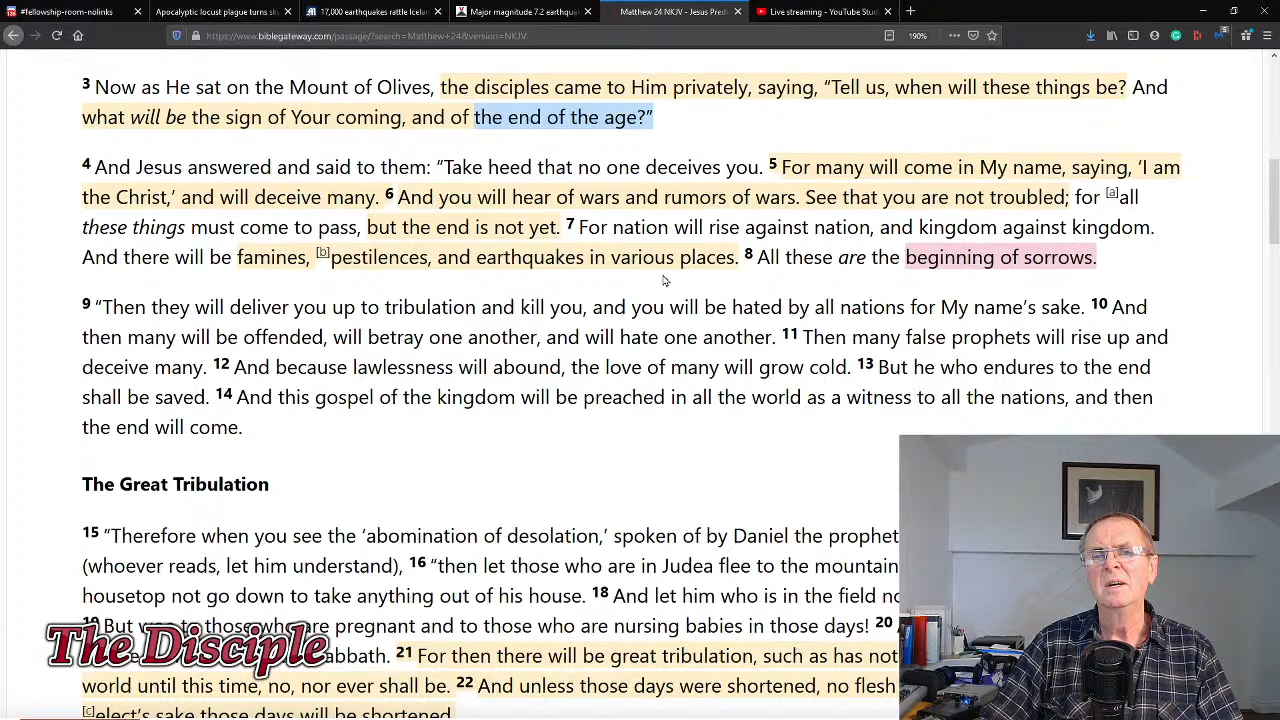 #fellowship-room-nolinks
Apocalyptic locust plague turns sky
17,000 earthquakes rattle Icelan
Major magnitude 7.2 earthqua
Matthew 24 NKJV - Jesus Predi
Live streaming - YouTube Stud
https://www.biblegateway.com/passage/?search=Matthew+24&version=NKJV
190%
3 Now as He sat on the Mount of Olives, the disciples came to Him privately, saying, “Tell us, when will these things be? And
what will be the sign of Your coming, and of the end of the age?”
4 And Jesus answered and said to them: “Take heed that no one deceives you. 5 For many will come in My name, saying, ‘I am
the Christ,’ and will deceive many. 6 And you will hear of wars and rumors of wars. See that you are not troubled; for [a]all
these things must come to pass, but the end is not yet. 7 For nation will rise against nation, and kingdom against kingdom.
And there will be famines, [b]pestilences, and earthquakes in various places. 8 All these are the beginning of sorrows.
9 “Then they will deliver you up to tribulation and kill you, and you will be hated by all nations for My name’s sake. 10 And
then many will be offended, will betray one another, and will hate one another. 11 Then many false prophets will rise up and
deceive many. 12 And because lawlessness will abound, the love of many will grow cold. 13 But he who endures to the end
shall be saved. 14 And this gospel of the kingdom will be preached in all the world as a witness to all the nations, and then
the end will come.
The Great Tribulation
15 “Therefore when you see the ‘abomination of desolation,’ spoken of by Daniel the prophet
(whoever reads, let him understand), 16 “then let those who are in Judea flee to the mountain
housetop not go down to take anything out of his house. 18 And let him who is in the field no
But to those who are pregnant and to those who are nursing babies in those days! 20
The Disciple
21 For then there will be great tribulation, such as has not
world until this time, no, nor ever shall be. 22 And unless those days were shortened, no flesh
[c]elect’s sake those days will be shortened.